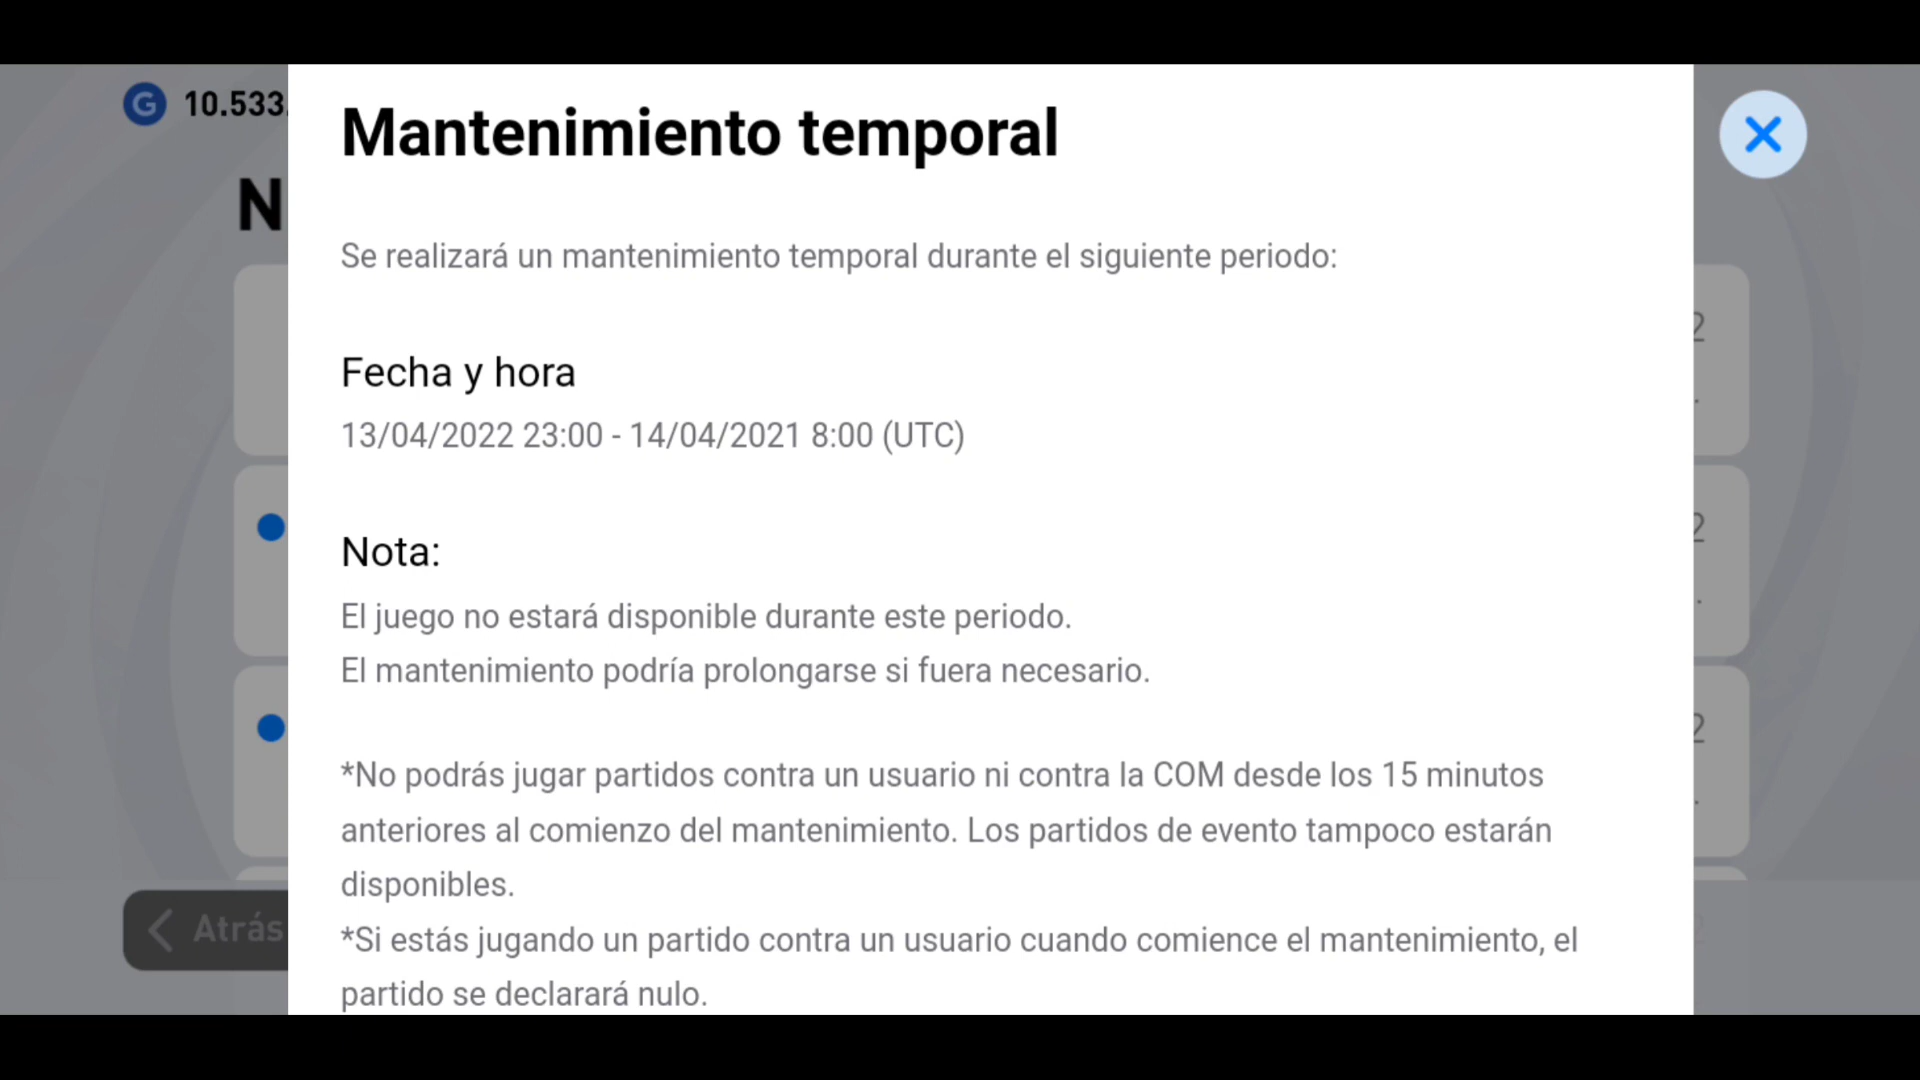 G 10.533.
Mantenimiento temporal
N
Se realizará un mantenimiento temporal durante el siguiente periodo:
Fecha y hora
13/04/2022 23:00 - 14/04/2021 8:00 (UTC)
Nota:
El juego no estará disponible durante este periodo.
El mantenimiento podría prolongarse si fuera necesario.
*No podrás jugar partidos contra un usuario ni contra la COM desde los 15 minutos
anteriores al comienzo del mantenimiento. Los partidos de evento tampoco estarán
disponibles.
*Si estás jugando un partido contra un usuario cuando comience el mantenimiento, el
partido se declarará nulo.
Atrás
2
2
2